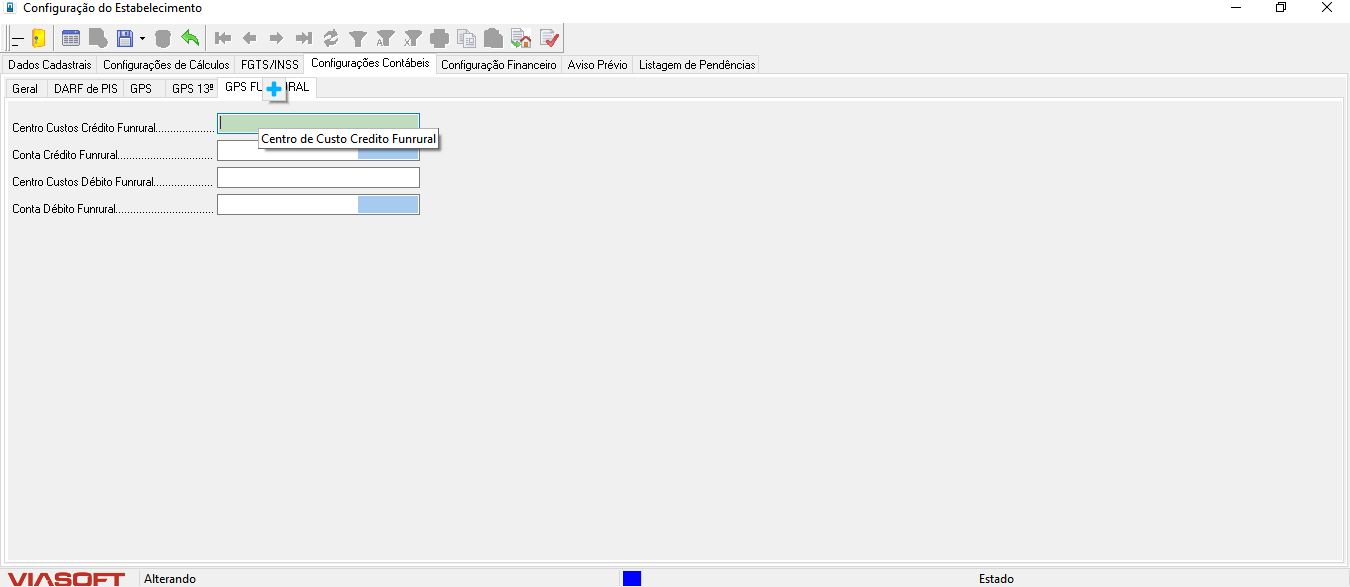 Configuração do Estabelecimento
Dados Cadastrais Configurações de Cálculos FGTS/INSS Configurações Contábeis Configuração Financeiro Aviso Prévio Listagem de Pendências
Geral DARF de PIS GPS GPS 13º GPS FU RAL
Centro Custos Crédito Funrural....................
Centro de Custo Credito Funrural
Conta Crédito Funrural................................
Centro Custos Débito Funrural....................
Conta Débito Funrural.................................
VIASOFT Alterando Estado